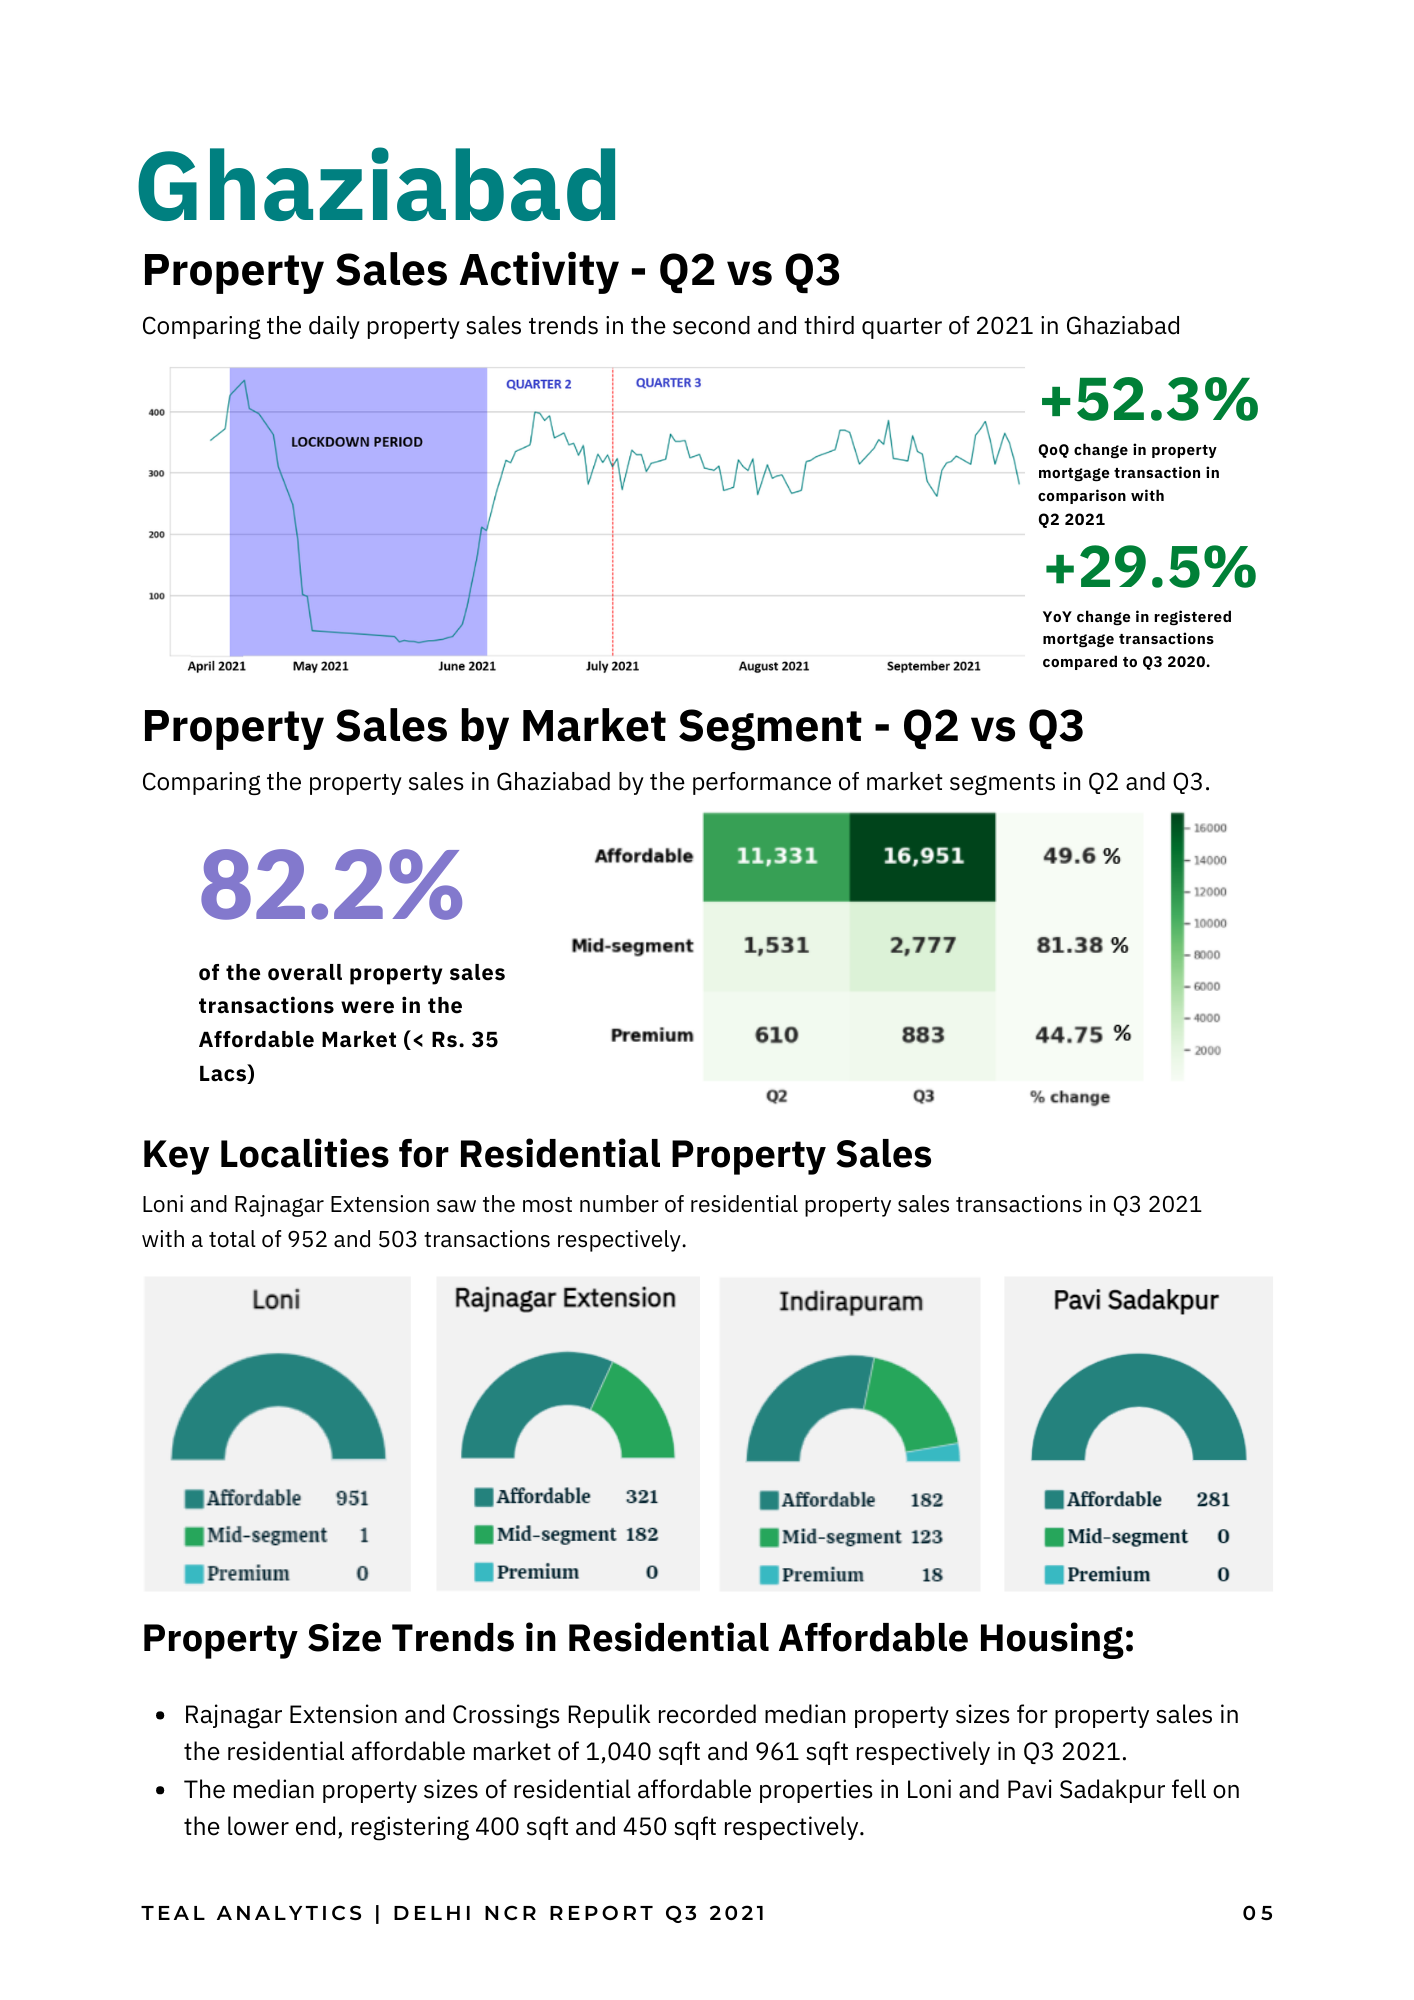 Ghaziabad
Property Sales Activity - Q2 vs Q3
Comparing the daily property sales trends in the second and third quarter of 2021 in Ghaziabad
QUARTER 2
QUARTER 3
LOCKDOWN PERIOD
400
300
200
100
April 2021
May 2021
June 2021
July 2021
August 2021
September 2021
+52.3%
QoQ change in property
mortgage transaction in
comparison with
Q2 2021
+29.5%
YoY change in registered
mortgage transactions
compared to Q3 2020.
Property Sales by Market Segment - Q2 vs Q3
Comparing the property sales in Ghaziabad by the performance of market segments in Q2 and Q3.
82.2%
of the overall property sales
transactions were in the
Affordable Market (< Rs. 35
Lacs)
Affordable 11,331 16,951 49.6 %
Mid-segment 1,531 2,777 81.38 %
Premium 610 883 44.75 %
Q2 Q3 % change
16000
14000
12000
10000
8000
6000
4000
2000
Key Localities for Residential Property Sales
Loni and Rajnagar Extension saw the most number of residential property sales transactions in Q3 2021
with a total of 952 and 503 transactions respectively.
Loni
Affordable 951
Mid-segment 1
Premium 0
Rajnagar Extension
Affordable 321
Mid-segment 182
Premium 0
Indirapuram
Affordable 182
Mid-segment 123
Premium 18
Pavi Sadakpur
Affordable 281
Mid-segment 0
Premium 0
Property Size Trends in Residential Affordable Housing:
• Rajnagar Extension and Crossings Repulik recorded median property sizes for property sales in
the residential affordable market of 1,040 sqft and 961 sqft respectively in Q3 2021.
• The median property sizes of residential affordable properties in Loni and Pavi Sadakpur fell on
the lower end, registering 400 sqft and 450 sqft respectively.
TEAL ANALYTICS | DELHI NCR REPORT Q3 2021
05